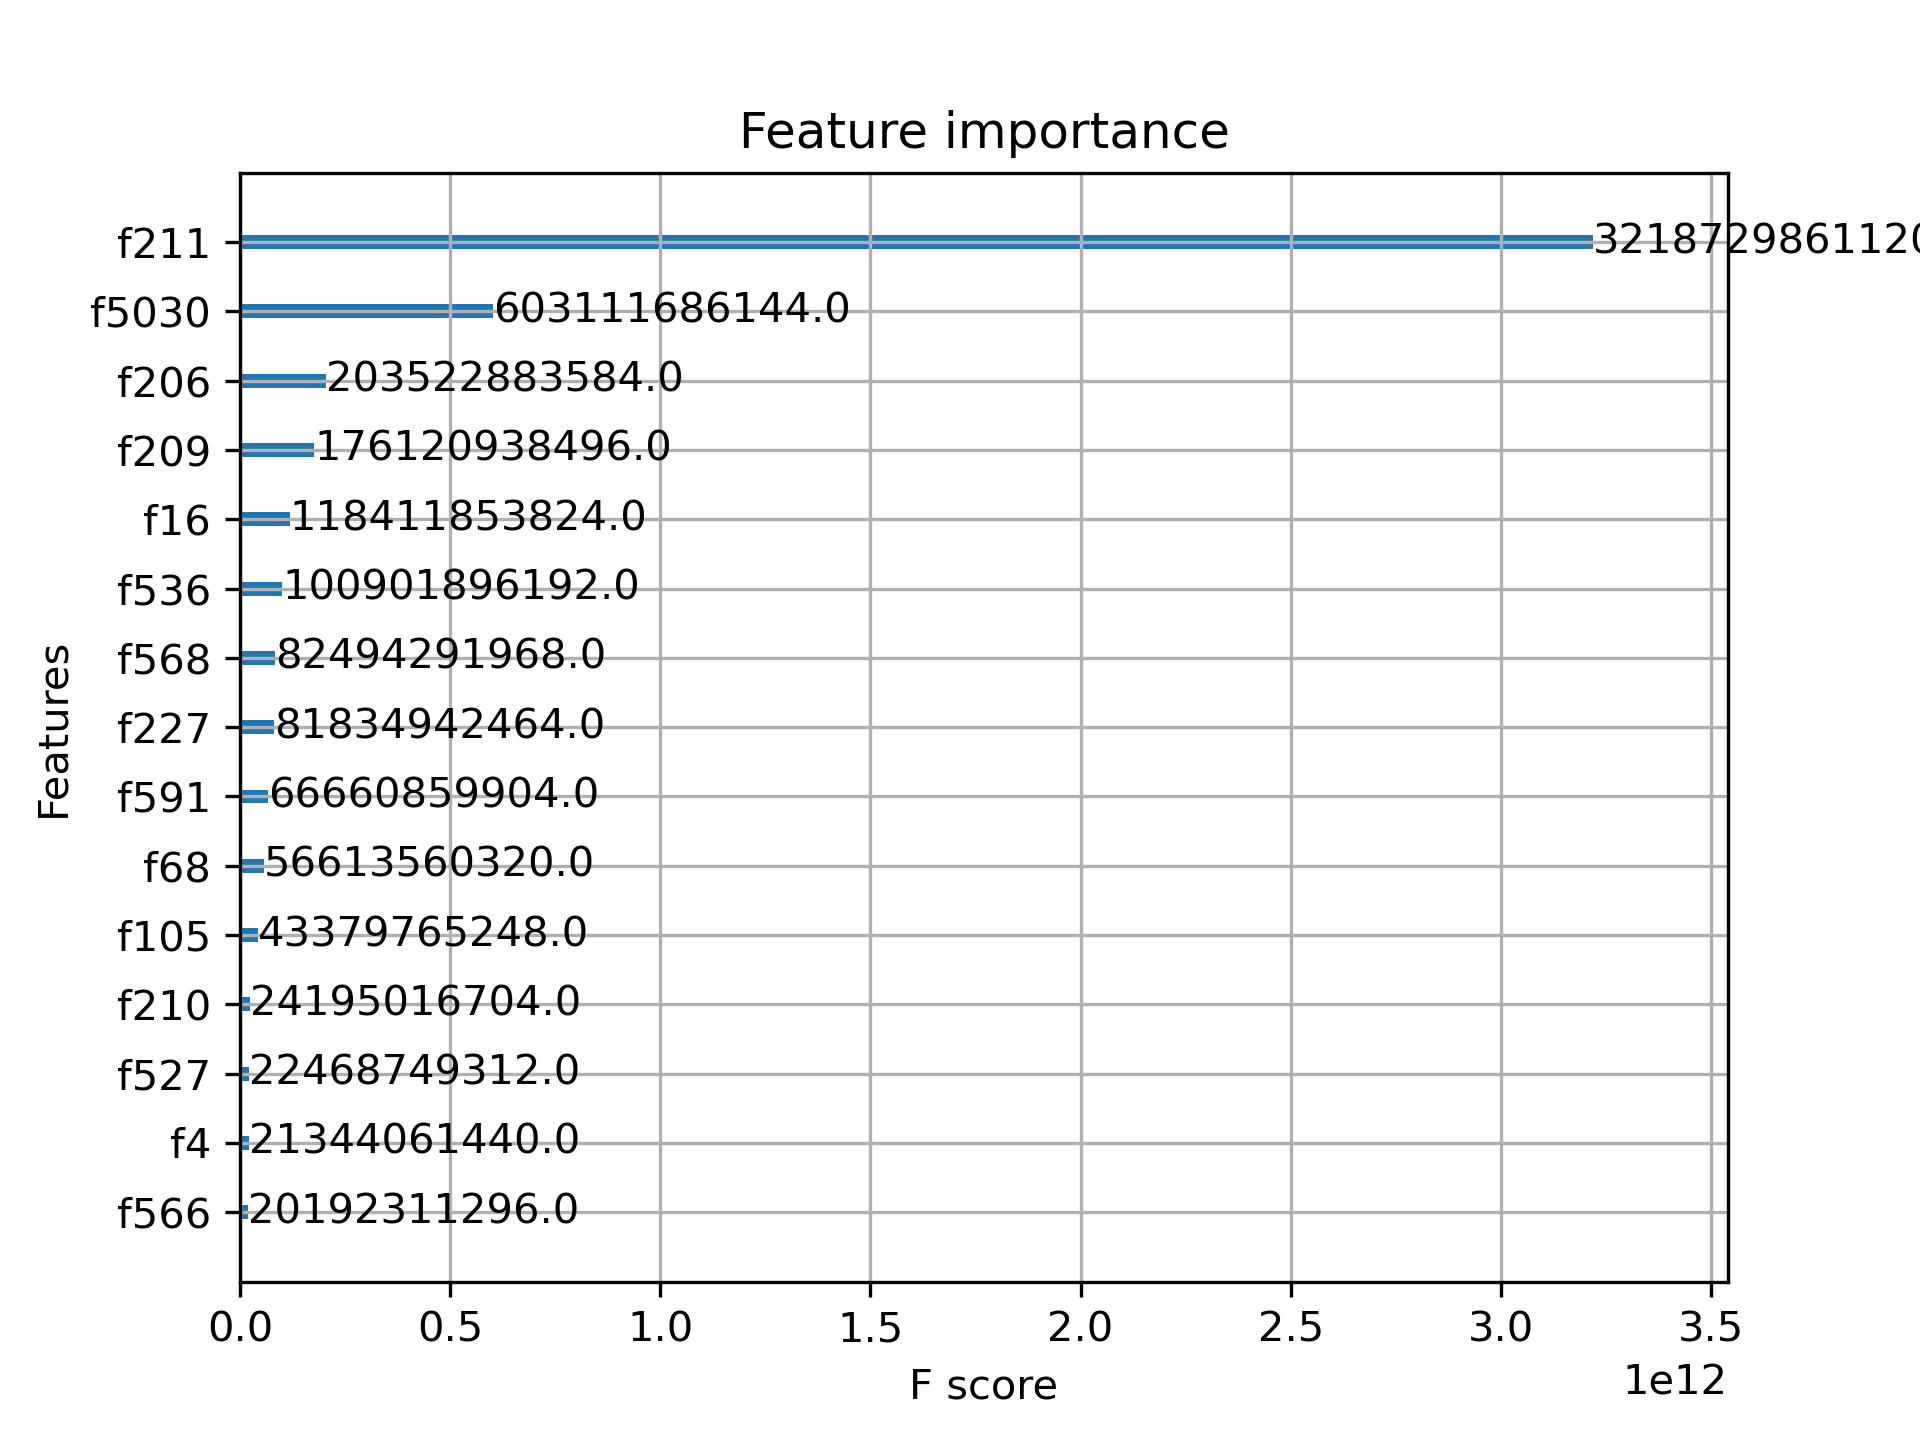 Feature importance
f211 3218729861120
f5030 603111686144.0
f206 203522883584.0
f209 176120938496.0
f16 118411853824.0
f536 100901896192.0
f568 82494291968.0
f227 81834942464.0
f591 66660859904.0
f68 56613560320.0
f105 43379765248.0
f210 24195016704.0
f527 22468749312.0
f4 21344061440.0
f566 20192311296.0
Features
0.0 0.5 1.0 1.5 2.0 2.5 3.0 3.5
1e12
F score